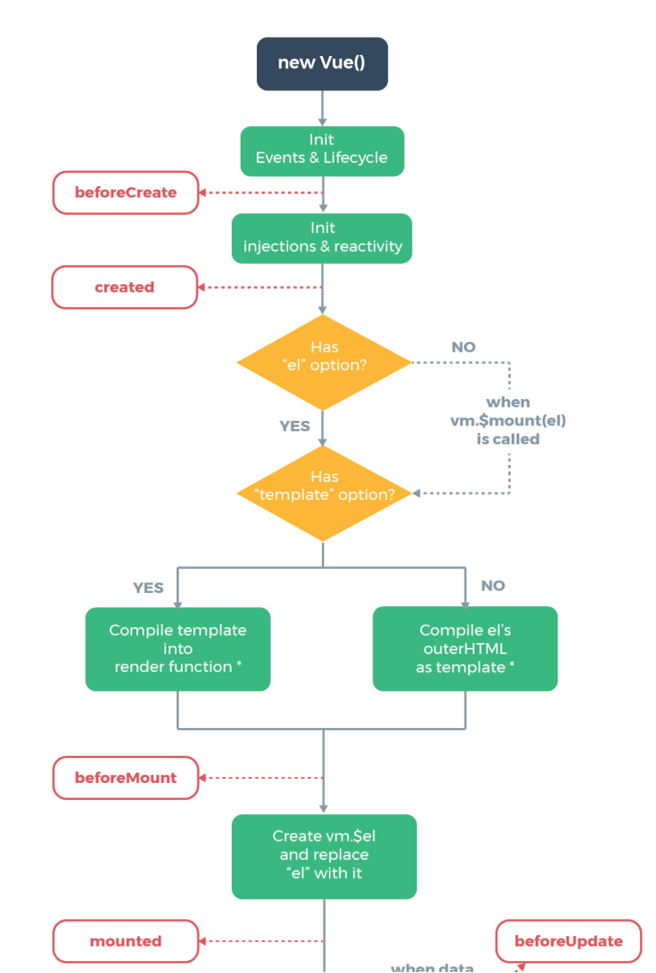 new Vue()
Init
Events & Lifecycle
beforeCreate
Init
injections & reactivity
created
Has
“el” option?
NO
when
vm.$mount(el)
is called
YES
Has
“template” option?
YES
NO
Compile template
into
render function *
Compile el’s
outerHTML
as template *
beforeMount
Create vm.$el
and replace
“el” with it
mounted
beforeUpdate
when data